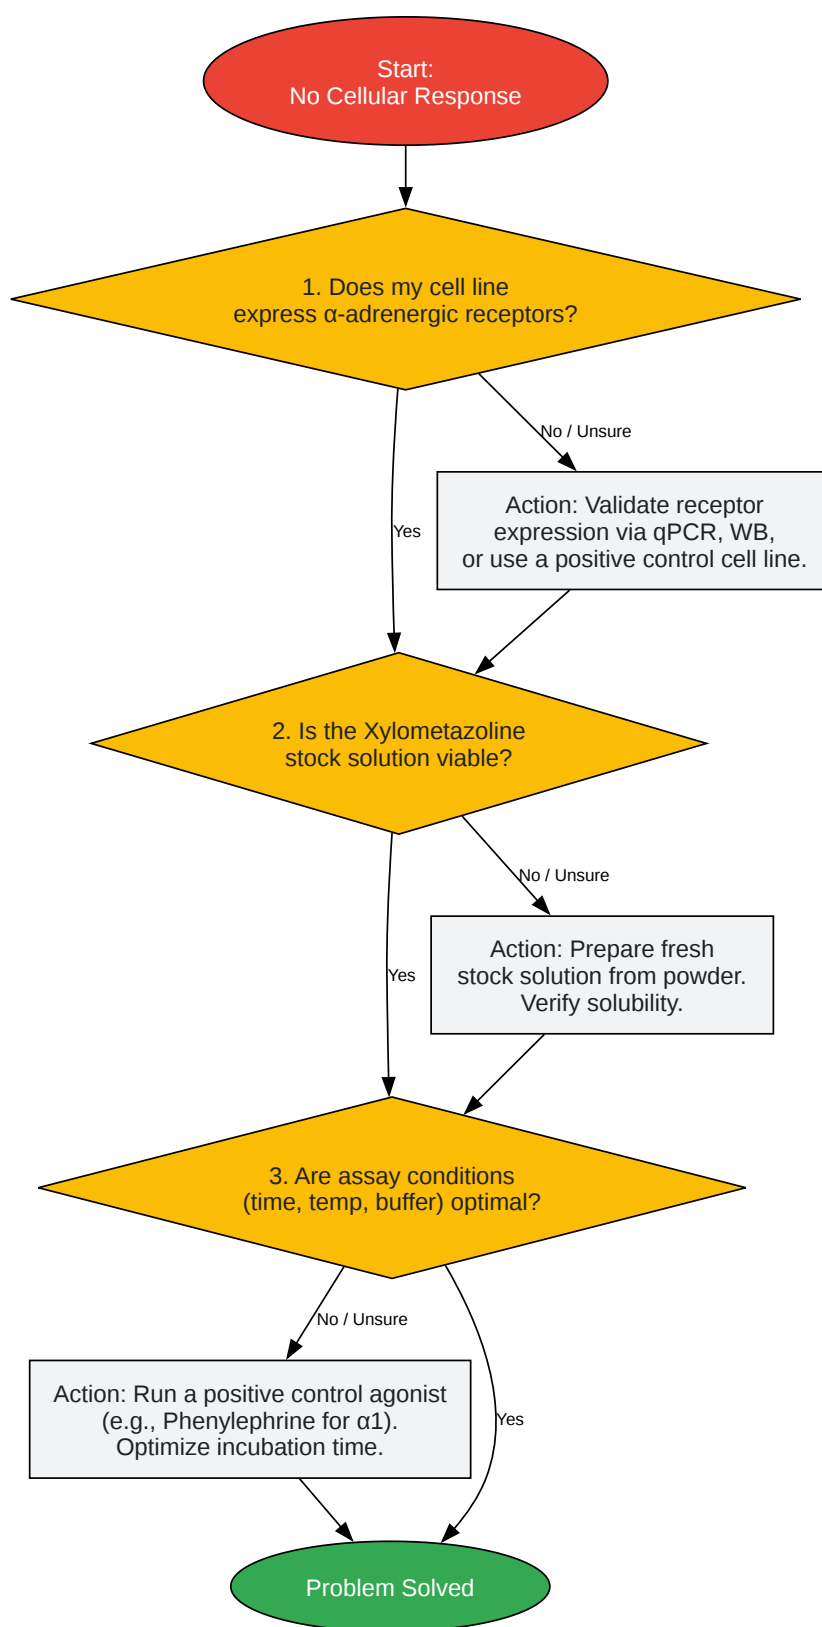 Start:
No Cellular Response
1. Does my cell line
express α-adrenergic receptors?
No / Unsure
Action: Validate receptor
expression via qPCR, WB,
or use a positive control cell line.
Yes
2. Is the Xylometazoline
stock solution viable?
No / Unsure
Action: Prepare fresh
stock solution from powder.
Verify solubility.
Yes
3. Are assay conditions
(time, temp, buffer) optimal?
No / Unsure
Action: Run a positive control agonist
(e.g., Phenylephrine for α1).
Optimize incubation time.
Yes
Problem Solved